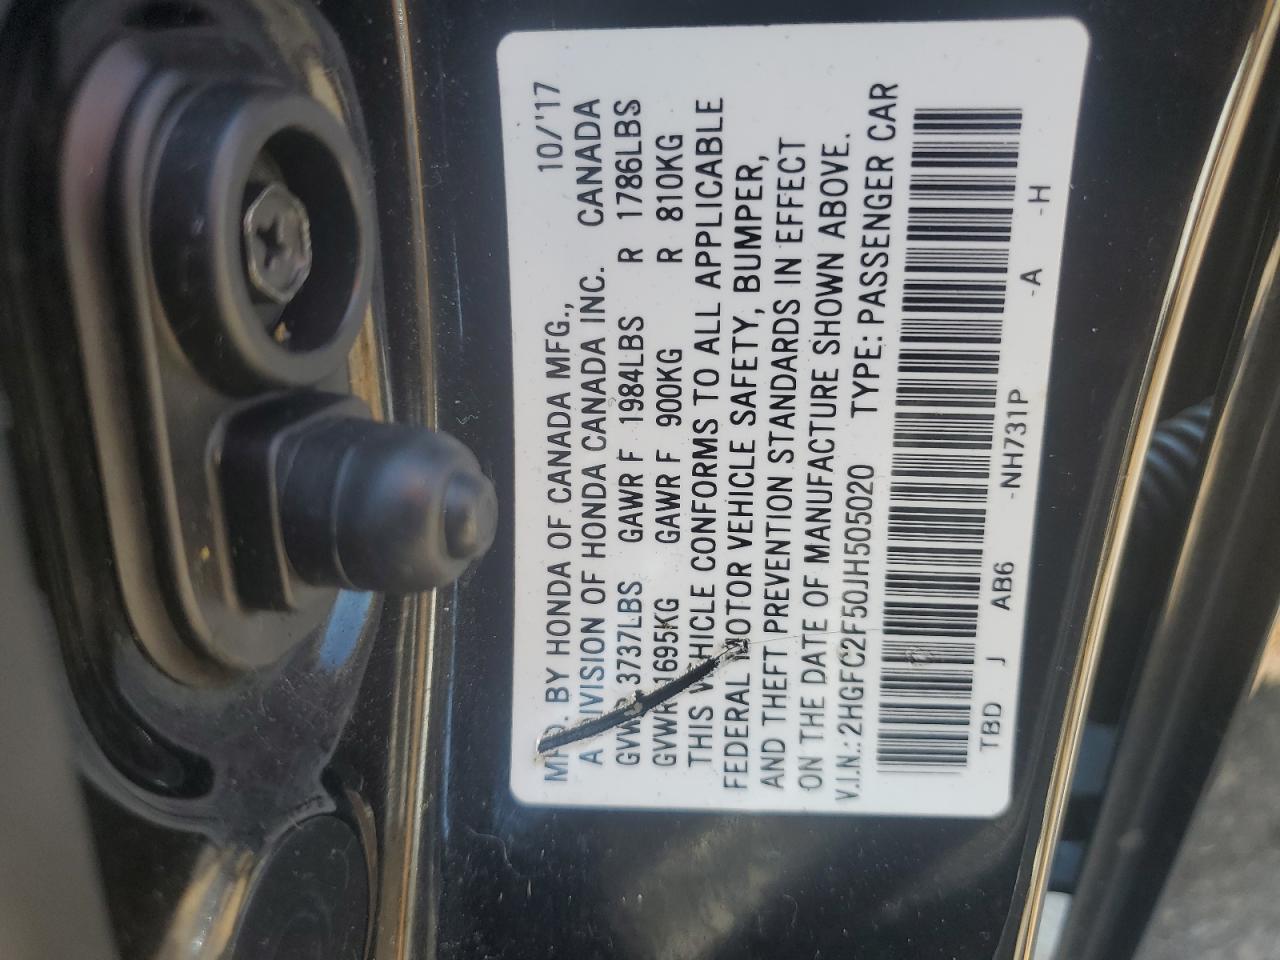 MFD. BY HONDA OF CANADA MFG., 10/'17
A DIVISION OF HONDA CANADA INC. CANADA
GVWR 3737LBS GAWR F 1984LBS R 1786LBS
GVWR 1695KG GAWR F 900KG R 810KG
THIS VEHICLE CONFORMS TO ALL APPLICABLE
FEDERAL MOTOR VEHICLE SAFETY, BUMPER,
AND THEFT PREVENTION STANDARDS IN EFFECT
ON THE DATE OF MANUFACTURE SHOWN ABOVE.
V.I.N.: 2HGFC2F50JH505020 TYPE: PASSENGER CAR
TBD J AB6 -NH731P -A -H